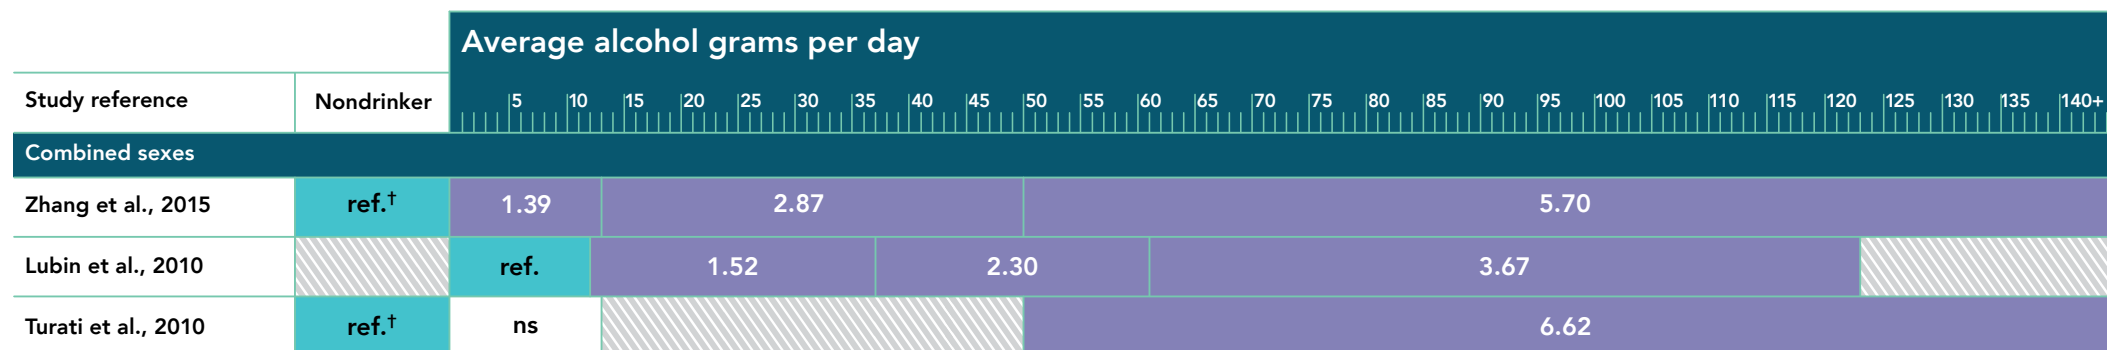 Average alcohol grams per day
Study reference Nondrinker 5 10 15 20 25 30 35 40 45 50 55 60 65 70 75 80 85 90 95 100 105 110 115 120 125 130 135 140+
Combined sexes
Zhang et al., 2015 ref.† 1.39 2.87 5.70
Lubin et al., 2010 ref. 1.52 2.30 3.67
Turati et al., 2010 ref.† ns 6.62